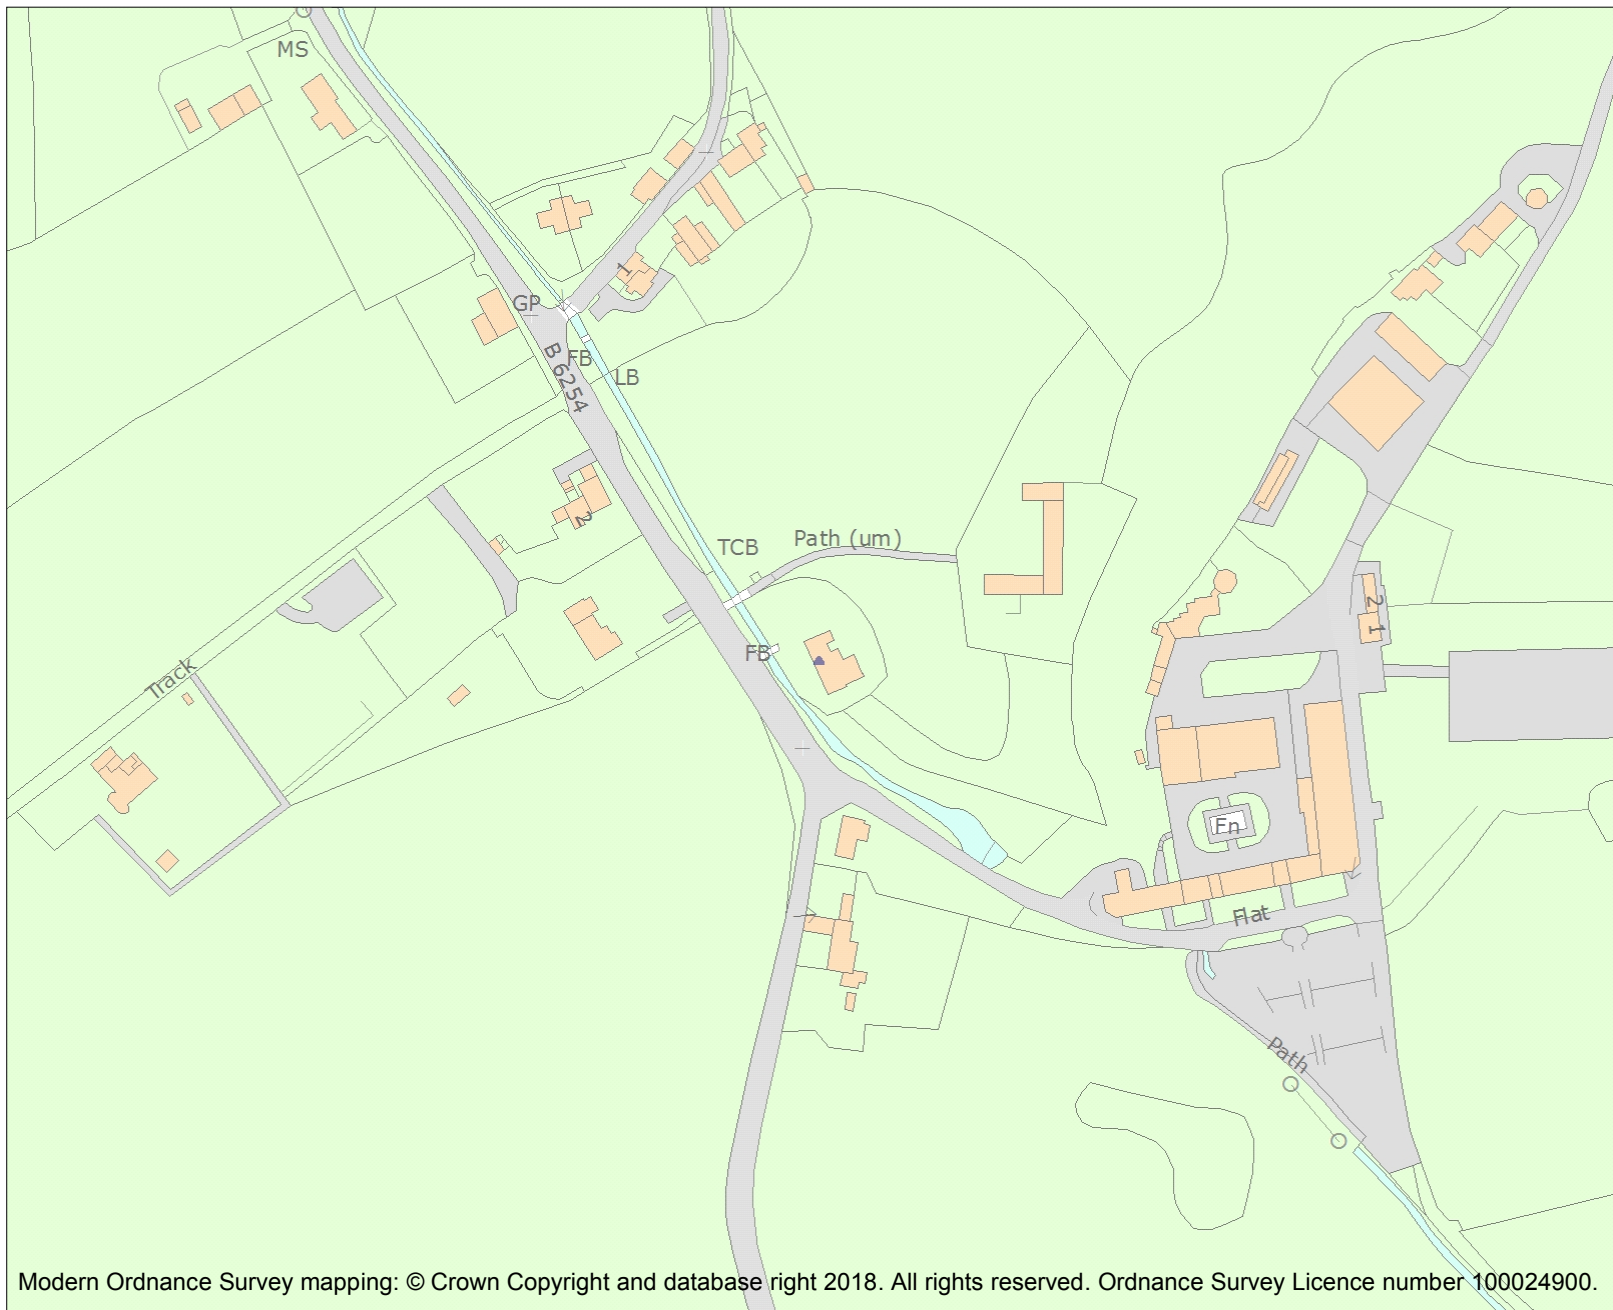 MS
1
GP
FB
B 6254
LB
2
TCB
Path (um)
2
1
FB
Track
Fn
Flat
Path
Modern Ordnance Survey mapping: © Crown Copyright and database right 2018. All rights reserved. Ordnance Survey Licence number 100024900.